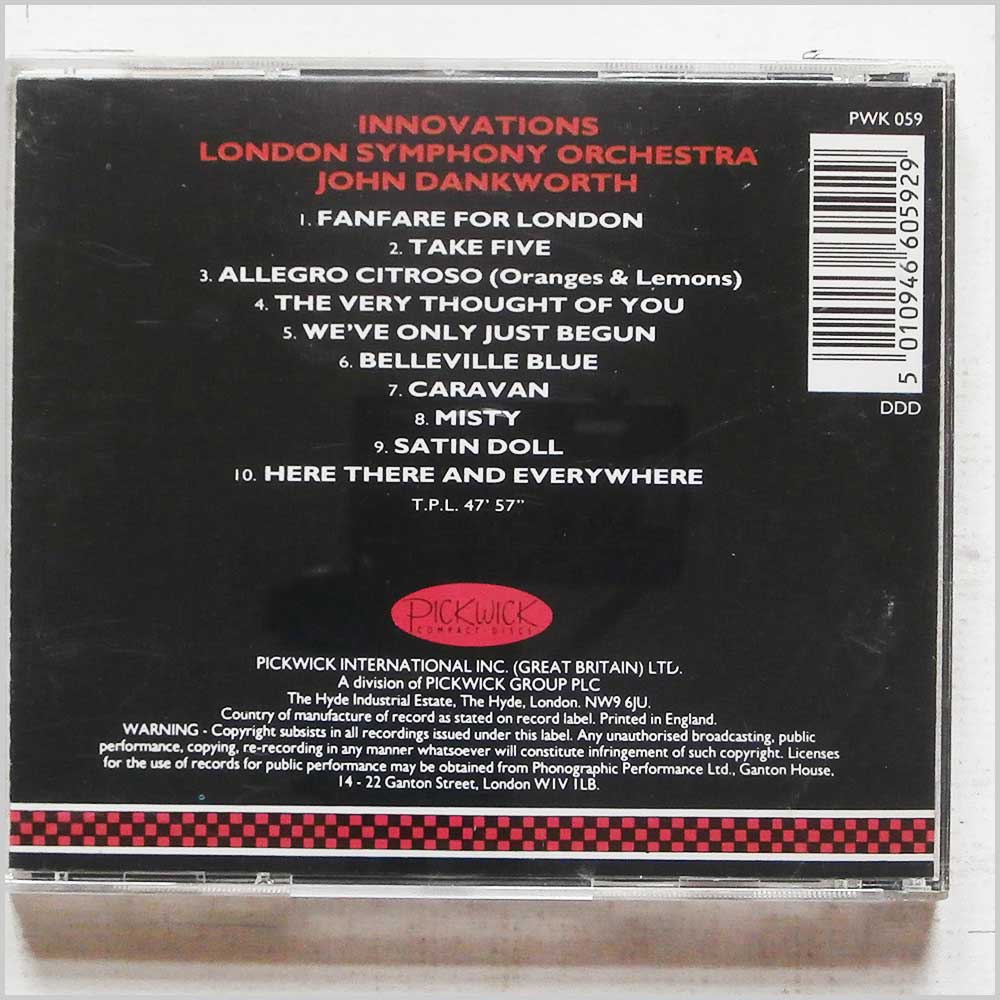 PWK 059
INNOVATIONS
LONDON SYMPHONY ORCHESTRA
JOHN DANKWORTH
1. FANFARE FOR LONDON
2. TAKE FIVE
3. ALLEGRO CITROSO (Oranges & Lemons)
4. THE VERY THOUGHT OF YOU
5. WE'VE ONLY JUST BEGUN
6. BELLEVILLE BLUE
7. CARAVAN
8. MISTY
9. SATIN DOLL
10. HERE THERE AND EVERYWHERE
T.P.L. 47' 57"
5 010946 605929
DDD
PICKWICK
COMPACT·DISCS
PICKWICK INTERNATIONAL INC. (GREAT BRITAIN) LTD.
A division of PICKWICK GROUP PLC
The Hyde Industrial Estate, The Hyde, London. NW9 6JU.
Country of manufacture of record as stated on record label. Printed in England.
WARNING - Copyright subsists in all recordings issued under this label. Any unauthorised broadcasting, public
performance, copying, re-recording in any manner whatsoever will constitute infringement of such copyright. Licenses
for the use of records for public performance may be obtained from Phonographic Performance Ltd., Ganton House,
14 - 22 Ganton Street, London W1V 1LB.